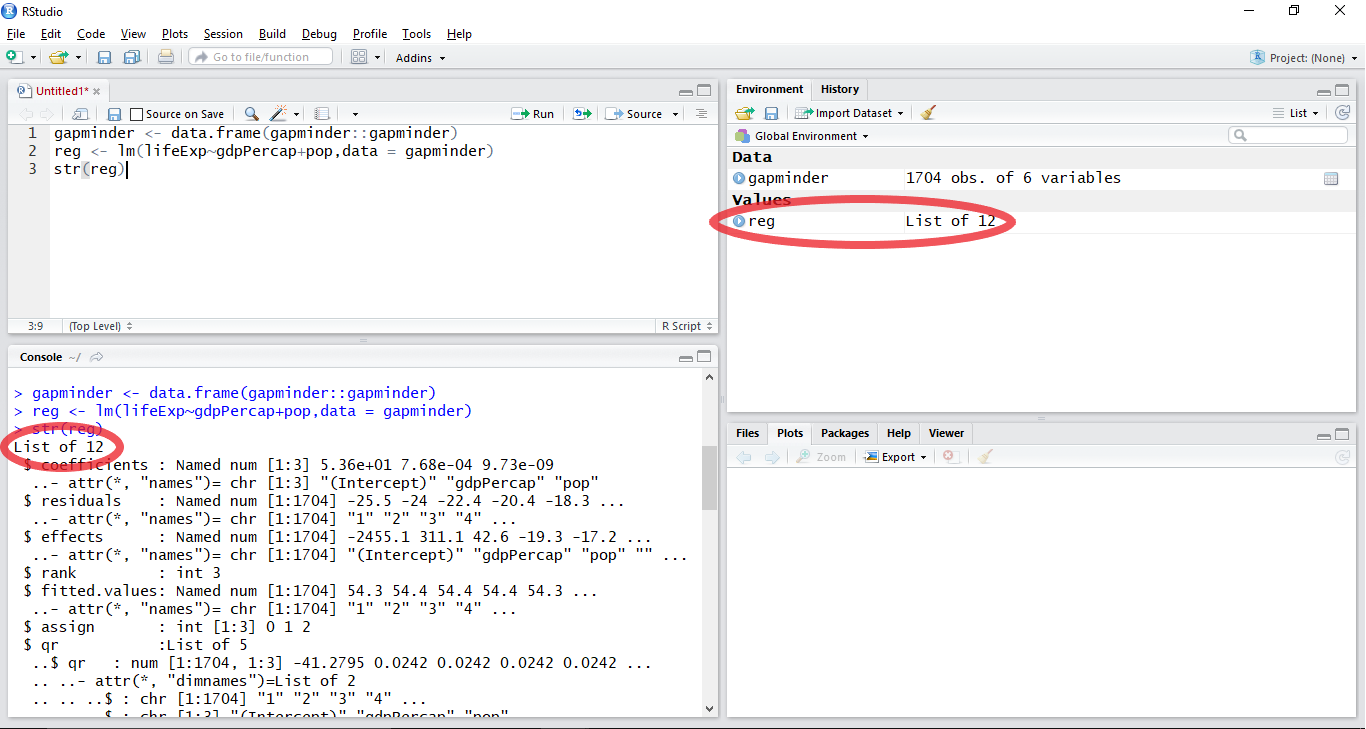 RStudio
File Edit Code View Plots Session Build Debug Profile Tools Help
Go to file/function Addins Project: (None)
Untitled1*
Source on Save Run Source
1 gapminder <- data.frame(gapminder::gapminder)
2 reg <- lm(lifeExp~gdpPercap+pop,data = gapminder)
3 str(reg)
3:9 (Top Level) R Script
Console ~/
> gapminder <- data.frame(gapminder::gapminder)
> reg <- lm(lifeExp~gdpPercap+pop,data = gapminder)
> str(reg)
List of 12
 $ coefficients : Named num [1:3] 5.36e+01 7.68e-04 9.73e-09
  ..- attr(*, "names")= chr [1:3] "(Intercept)" "gdpPercap" "pop"
 $ residuals    : Named num [1:1704] -25.5 -24 -22.4 -20.4 -18.3 ...
  ..- attr(*, "names")= chr [1:1704] "1" "2" "3" "4" ...
 $ effects      : Named num [1:1704] -2455.1 311.1 42.6 -19.3 -17.2 ...
  ..- attr(*, "names")= chr [1:1704] "(Intercept)" "gdpPercap" "pop" "" ...
 $ rank         : int 3
 $ fitted.values: Named num [1:1704] 54.3 54.4 54.4 54.4 54.3 ...
  ..- attr(*, "names")= chr [1:1704] "1" "2" "3" "4" ...
 $ assign       : int [1:3] 0 1 2
 $ qr           :List of 5
  ..$ qr   : num [1:1704, 1:3] -41.2795 0.0242 0.0242 0.0242 0.0242 ...
  .. ..- attr(*, "dimnames")=List of 2
  .. .. ..$ : chr [1:1704] "1" "2" "3" "4" ...
  .. .. ..$ : chr [1:3] "(Intercept)" "gdpPercap" "pop"
Environment History
Import Dataset List
Global Environment
Data
gapminder 1704 obs. of 6 variables
Values
reg List of 12
Files Plots Packages Help Viewer
Zoom Export